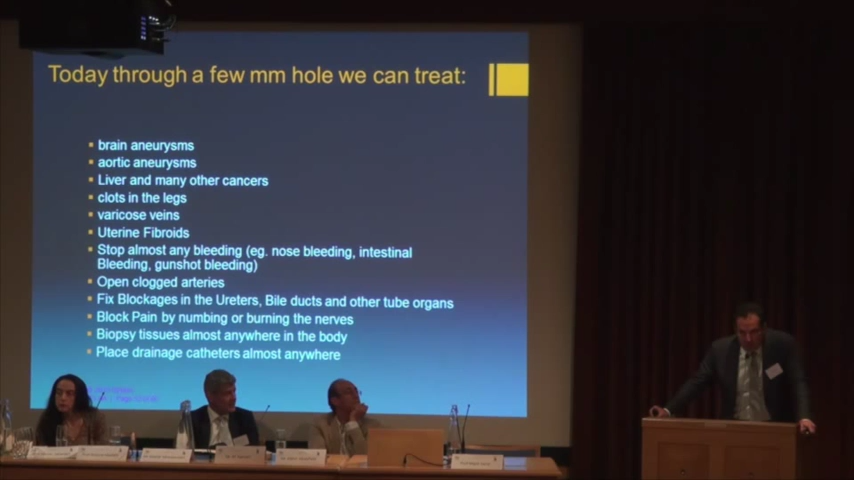 Today through a few mm hole we can treat:
brain aneurysms
aortic aneurysms
Liver and many other cancers
clots in the legs
varicose veins
Uterine Fibroids
Stop almost any bleeding (eg. nose bleeding, intestinal
Bleeding, gunshot bleeding)
Open clogged arteries
Fix Blockages in the Ureters, Bile ducts and other tube organs
Block Pain by numbing or burning the nerves
Biopsy tissues almost anywhere in the body
Place drainage catheters almost anywhere